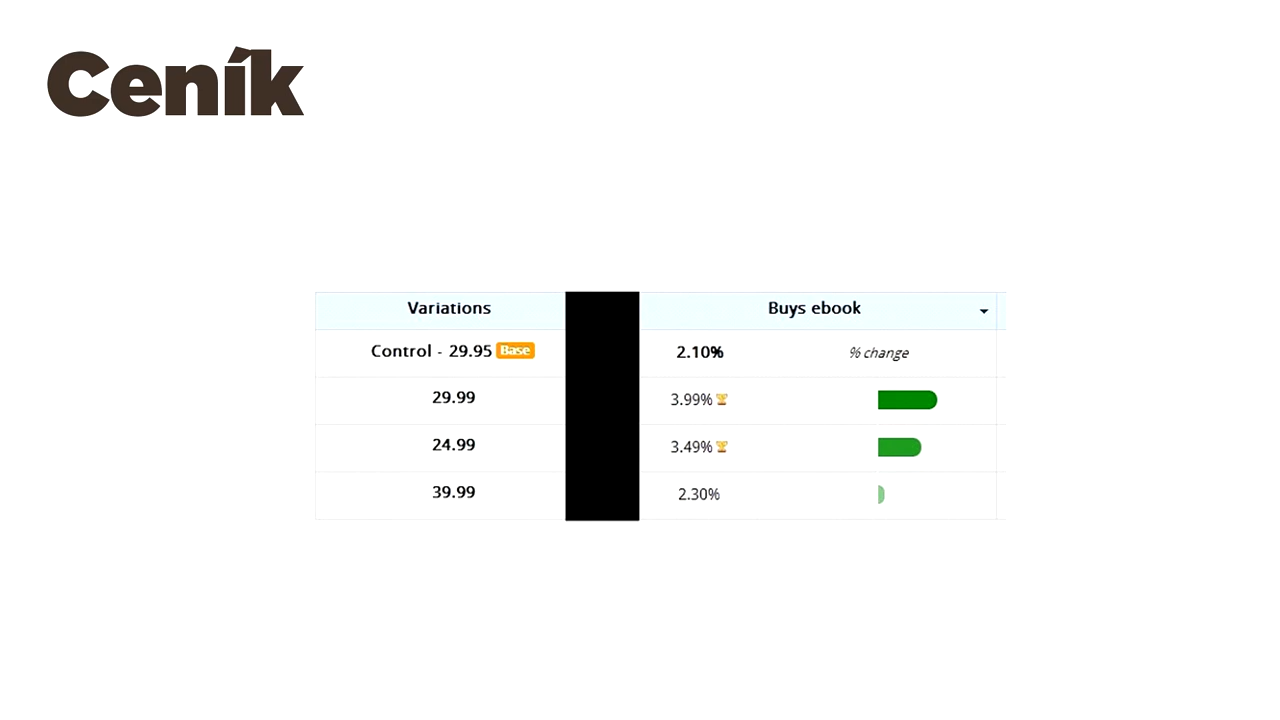 Ceník
Variations Buys ebook
Control - 29.95 Base 2.10% % change
29.99 3.99%
24.99 3.49%
39.99 2.30%